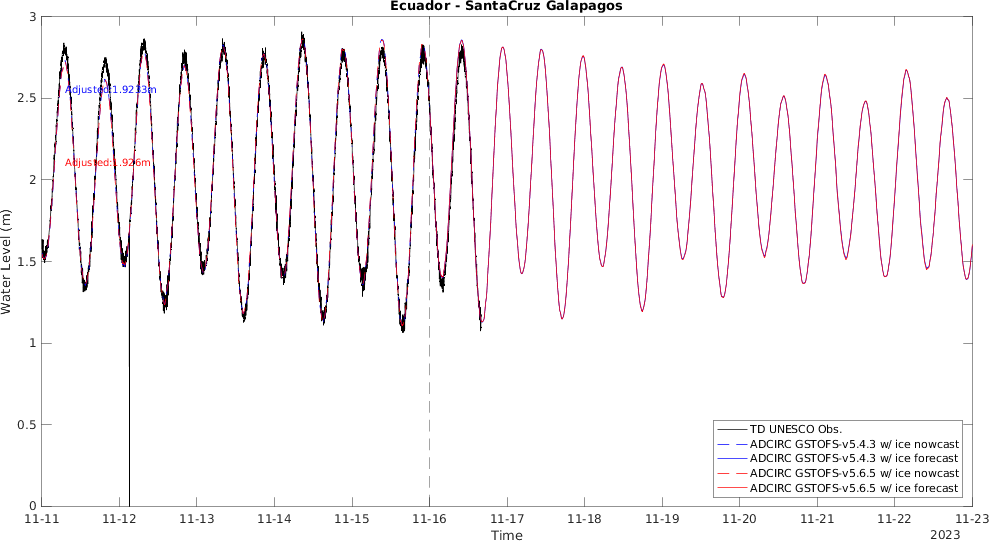 Ecuador - SantaCruz Galapagos
3
2.5
2
1.5
1
0.5
0
Water Level (m)
Adjusted:1.9233m
Adjusted:1.926m
TD UNESCO Obs.
ADCIRC GSTOFS-v5.4.3 w/ ice nowcast
ADCIRC GSTOFS-v5.4.3 w/ ice forecast
ADCIRC GSTOFS-v5.6.5 w/ ice nowcast
ADCIRC GSTOFS-v5.6.5 w/ ice forecast
11-11 11-12 11-13 11-14 11-15 11-16 11-17 11-18 11-19 11-20 11-21 11-22 11-23
Time
2023